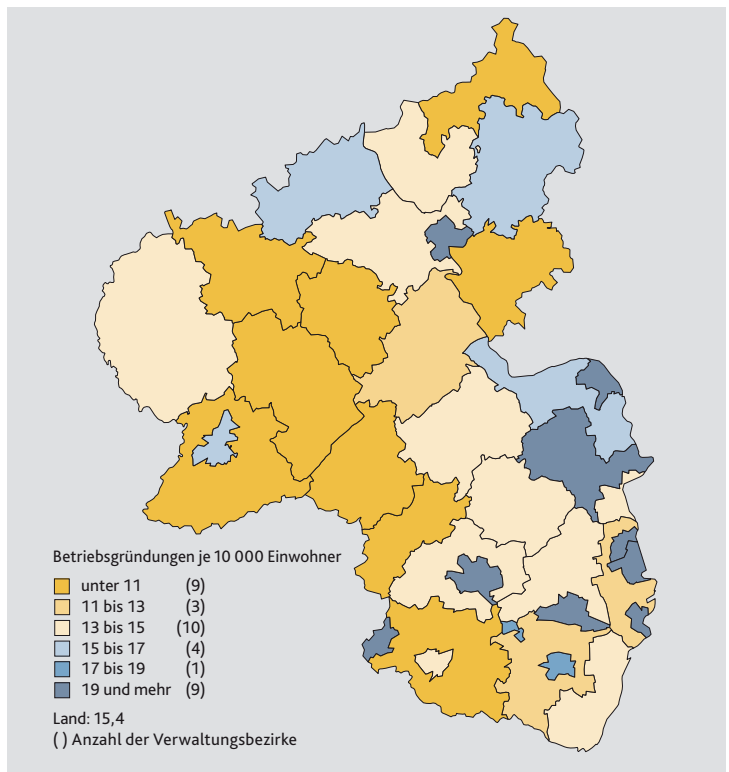 Betriebsgründungen je 10 000 Einwohner
unter 11 (9)
11 bis 13 (3)
13 bis 15 (10)
15 bis 17 (4)
17 bis 19 (1)
19 und mehr (9)
Land: 15,4
( ) Anzahl der Verwaltungsbezirke